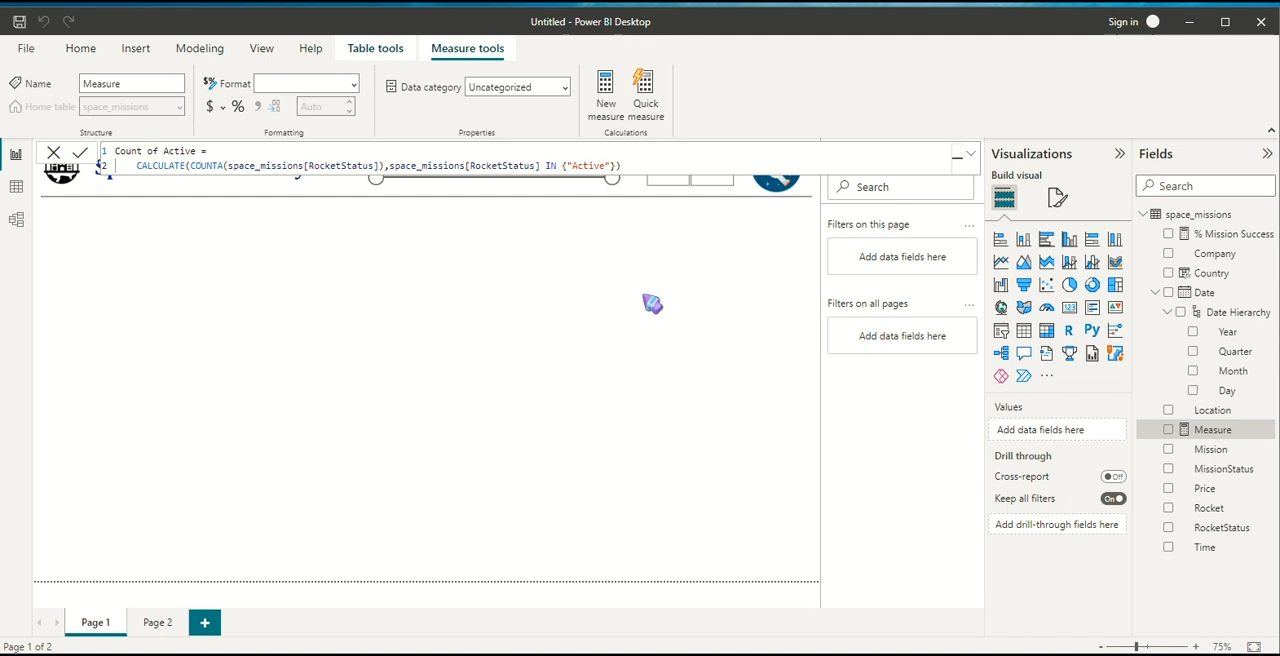 Untitled - Power BI Desktop
Sign in
File
Home
Insert
Modeling
View
Help
Table tools
Measure tools
Name
Measure
Home table
space_missions
Structure
Format
$
%
Auto
Formatting
Data category
Uncategorized
Properties
New measure
Quick measure
Calculations
1 Count of Active =
2 CALCULATE(COUNTA(space_missions[RocketStatus]),space_missions[RocketStatus] IN {"Active"})
Search
Filters on this page
...
Add data fields here
Filters on all pages
...
Add data fields here
Visualizations
Build visual
123
R
Py
...
Values
Add data fields here
Drill through
Cross-report
Off
Keep all filters
On
Add drill-through fields here
Fields
Search
space_missions
% Mission Success
Company
Country
Date
Date Hierarchy
Year
Quarter
Month
Day
Location
Measure
Mission
MissionStatus
Price
Rocket
RocketStatus
Time
Page 1
Page 2
+
Page 1 of 2
- + 75%